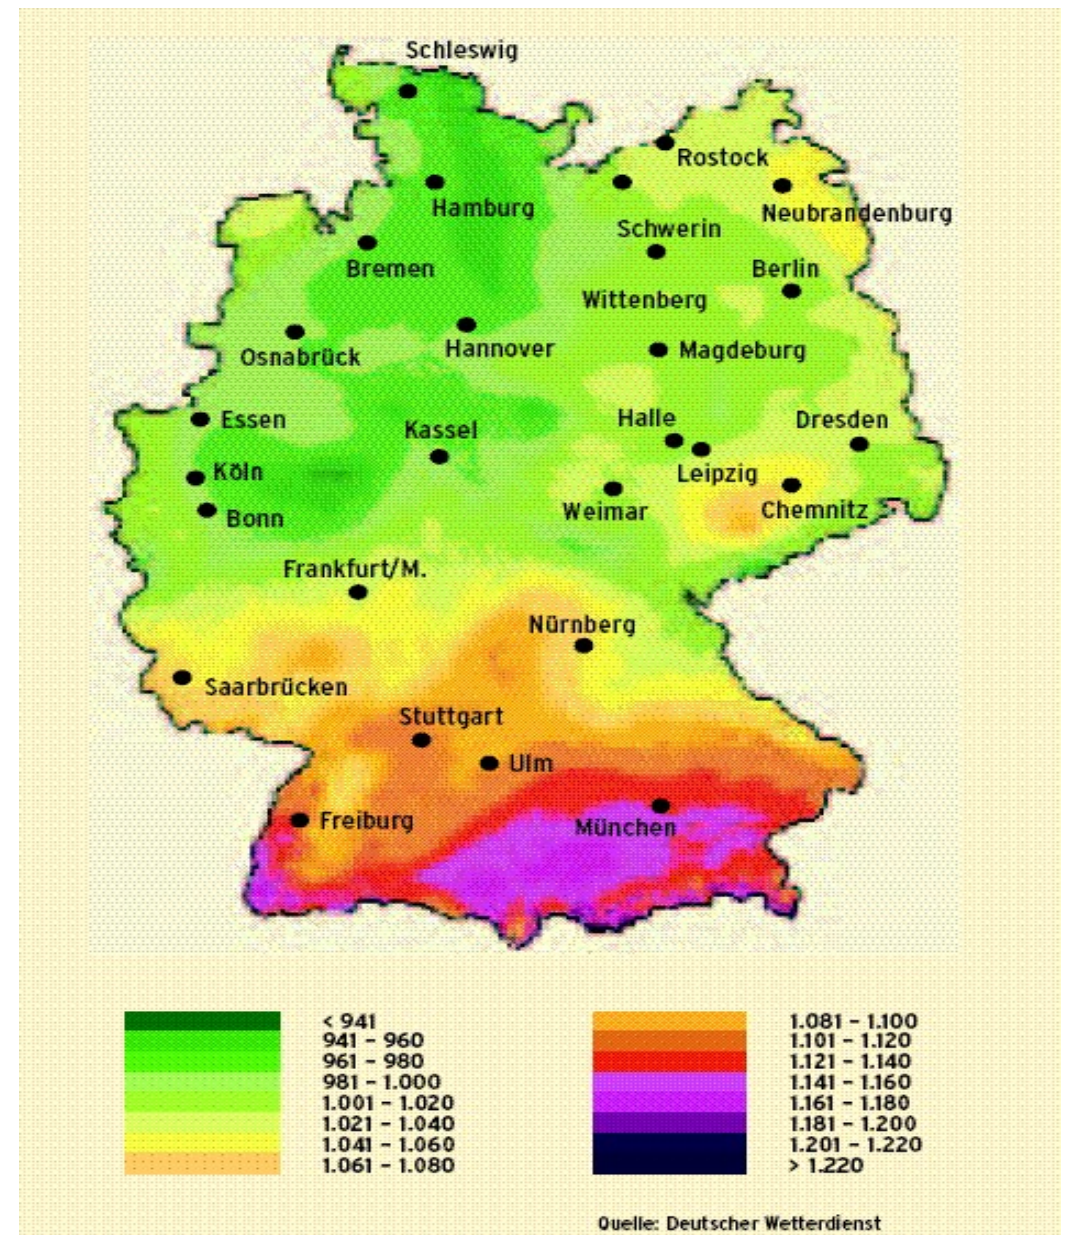 Schleswig
Rostock
Hamburg
Neubrandenburg
Schwerin
Bremen
Berlin
Wittenberg
Osnabrück
Hannover
Magdeburg
Essen
Kassel
Halle
Dresden
Köln
Leipzig
Bonn
Weimar
Chemnitz
Frankfurt/M.
Nürnberg
Saarbrücken
Stuttgart
Ulm
Freiburg
München
< 941
941 - 960
961 - 980
981 - 1.000
1.001 - 1.020
1.021 - 1.040
1.041 - 1.060
1.061 - 1.080
1.081 - 1.100
1.101 - 1.120
1.121 - 1.140
1.141 - 1.160
1.161 - 1.180
1.181 - 1.200
1.201 - 1.220
> 1.220
Quelle: Deutscher Wetterdienst